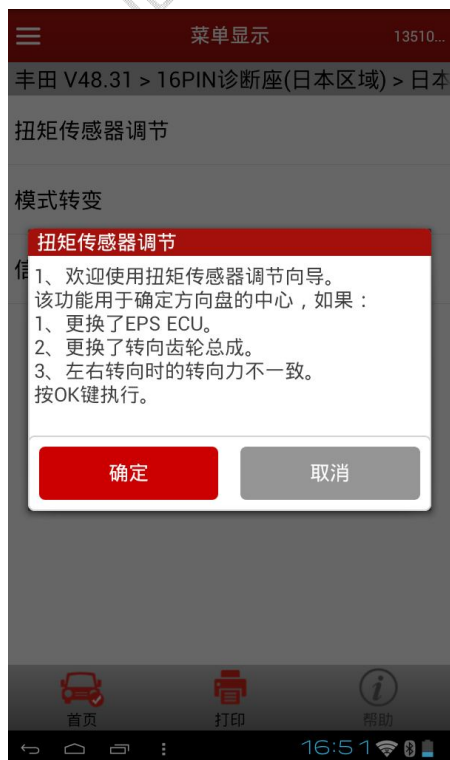 菜单显示
13510...
丰田 V48.31 > 16PIN诊断座(日本区域) > 日本
扭矩传感器调节
模式转变
扭矩传感器调节
1、欢迎使用扭矩传感器调节向导。
该功能用于确定方向盘的中心，如果：
1、更换了EPS ECU。
2、更换了转向齿轮总成。
3、左右转向时的转向力不一致。
按OK键执行。
确定
取消
首页
打印
帮助
16:51